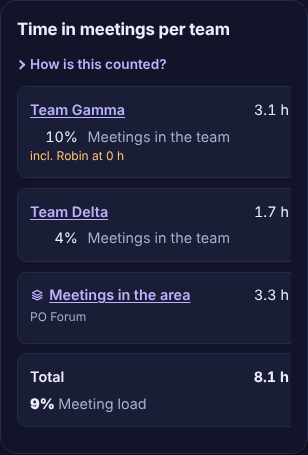 Time in meetings per team
How is this counted?
Team Gamma 3.1 h
10% Meetings in the team
incl. Robin at 0 h
Team Delta 1.7 h
4% Meetings in the team
Meetings in the area 3.3 h
PO Forum
Total 8.1 h
9% Meeting load